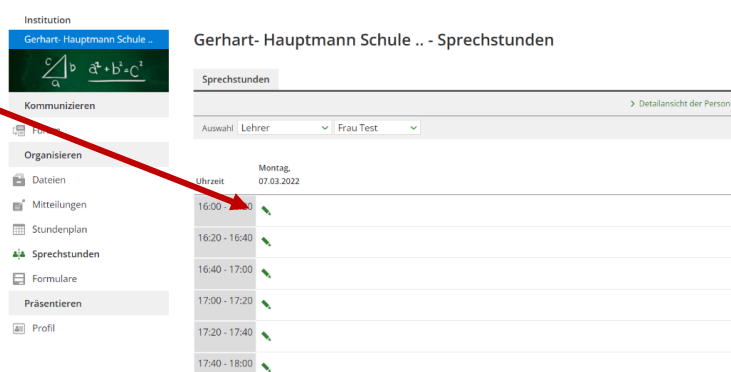 Institution
Gerhart- Hauptmann Schule ..
c b a²+b²=c²
a
Kommunizieren
Organisieren
Dateien
Mitteilungen
Stundenplan
Sprechstunden
Formulare
Präsentieren
Profil
Gerhart- Hauptmann Schule .. - Sprechstunden
Sprechstunden
> Detailansicht der Person
Auswahl Lehrer Frau Test
Montag,
Uhrzeit 07.03.2022
16:00 -
16:20 - 16:40
16:40 - 17:00
17:00 - 17:20
17:20 - 17:40
17:40 - 18:00